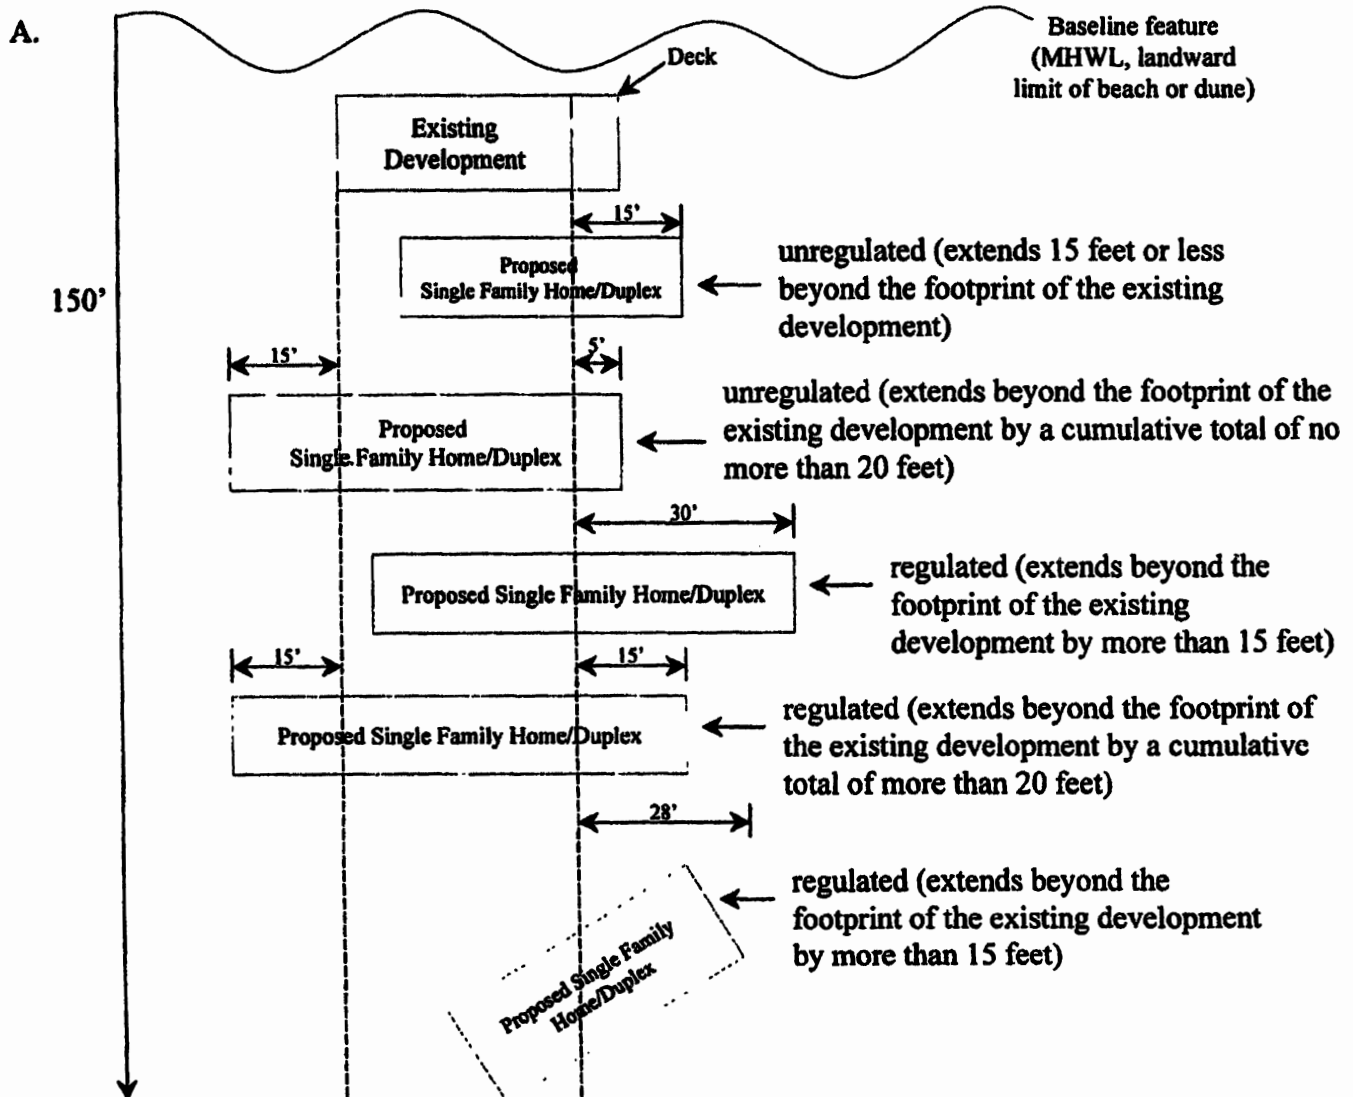 A.
Baseline feature
(MHWL, landward
limit of beach or dune)
Deck
Existing
Development
15'
Proposed
Single Family Home/Duplex
unregulated (extends 15 feet or less
beyond the footprint of the existing
development)
150'
15'
5'
Proposed
Single Family Home/Duplex
unregulated (extends beyond the footprint of the
existing development by a cumulative total of no
more than 20 feet)
30'
Proposed Single Family Home/Duplex
regulated (extends beyond the
footprint of the existing
development by more than 15 feet)
15'
15'
Proposed Single Family Home/Duplex
regulated (extends beyond the footprint of
the existing development by a cumulative
total of more than 20 feet)
28'
Proposed Single Family
Home/Duplex
regulated (extends beyond the
footprint of the existing development
by more than 15 feet)